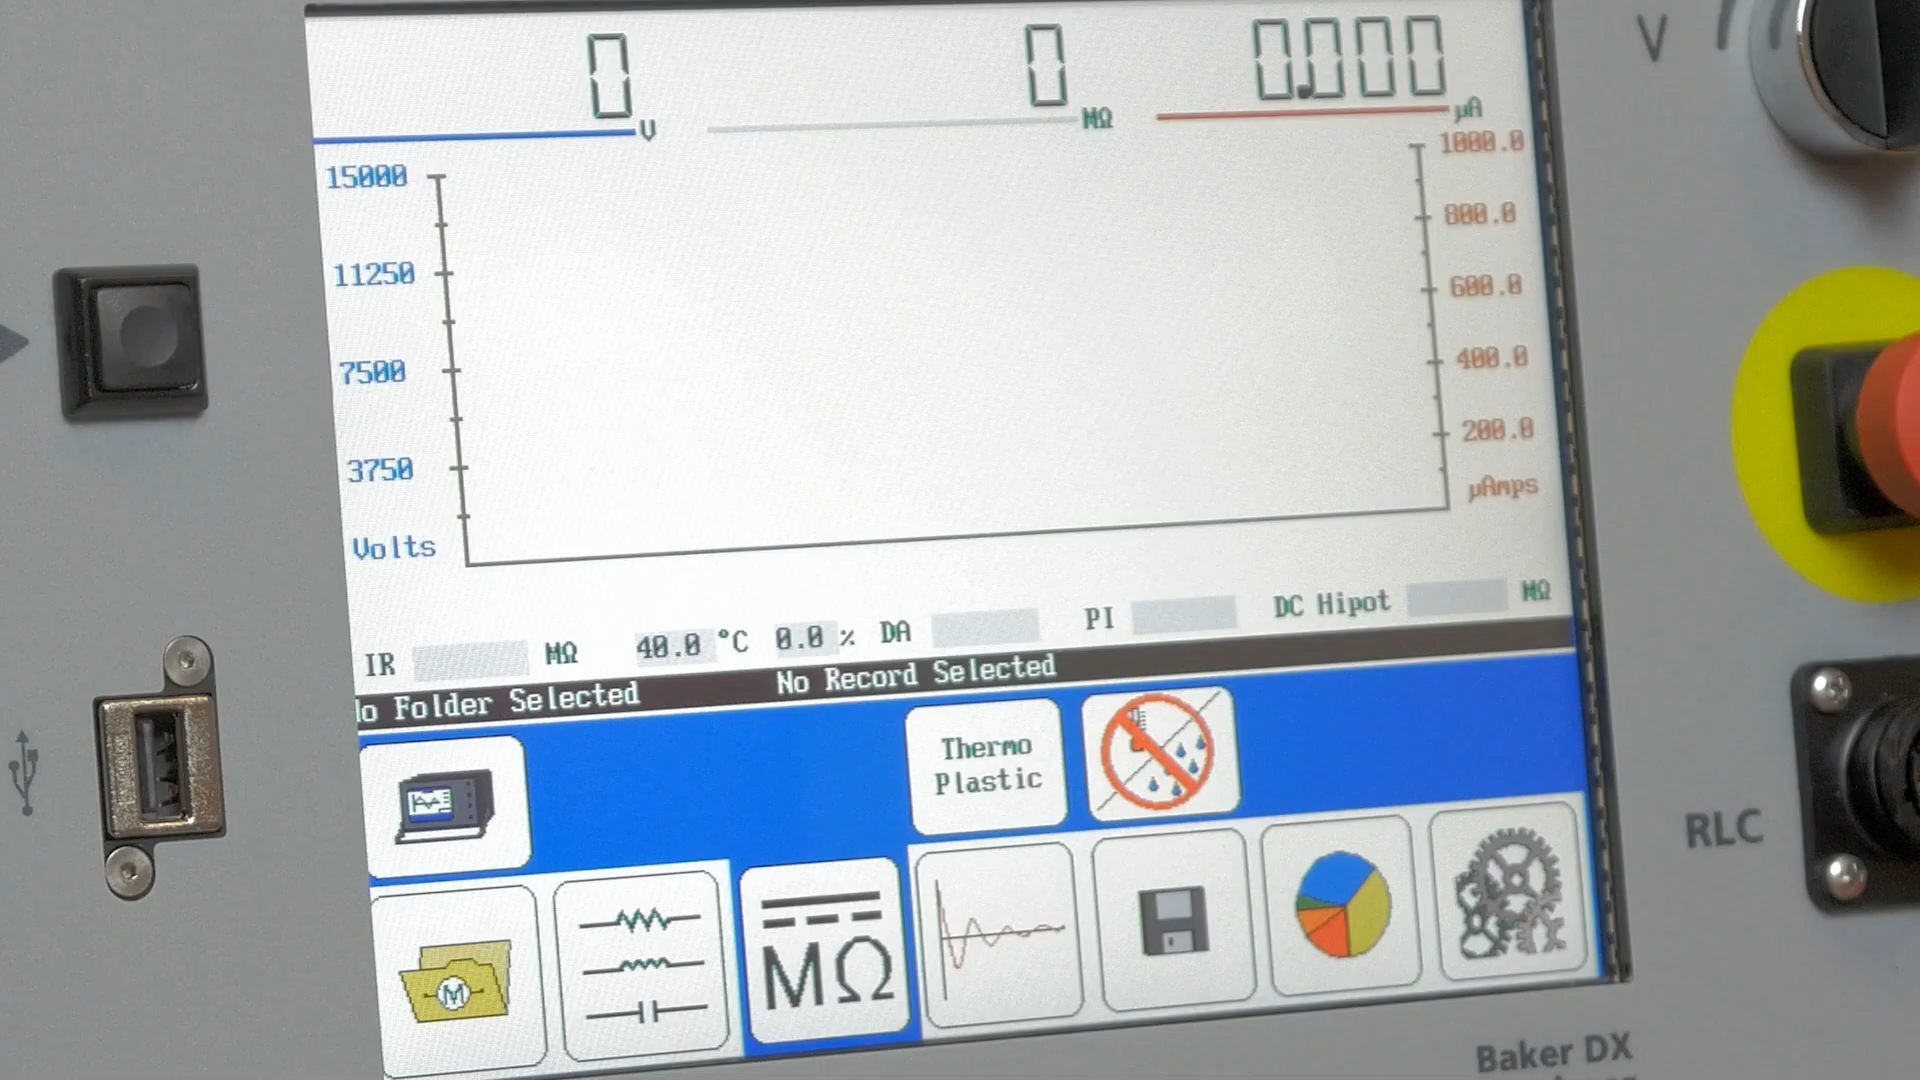 V
0 V
0 MΩ
0.000 µA
15000
11250
7500
3750
Volts
1000.0
800.0
600.0
400.0
200.0
µAmps
IR MΩ 40.0 °C 0.0 % DA PI DC Hipot MΩ
No Folder Selected No Record Selected
Thermo
Plastic
M
MΩ
RLC
Baker DX